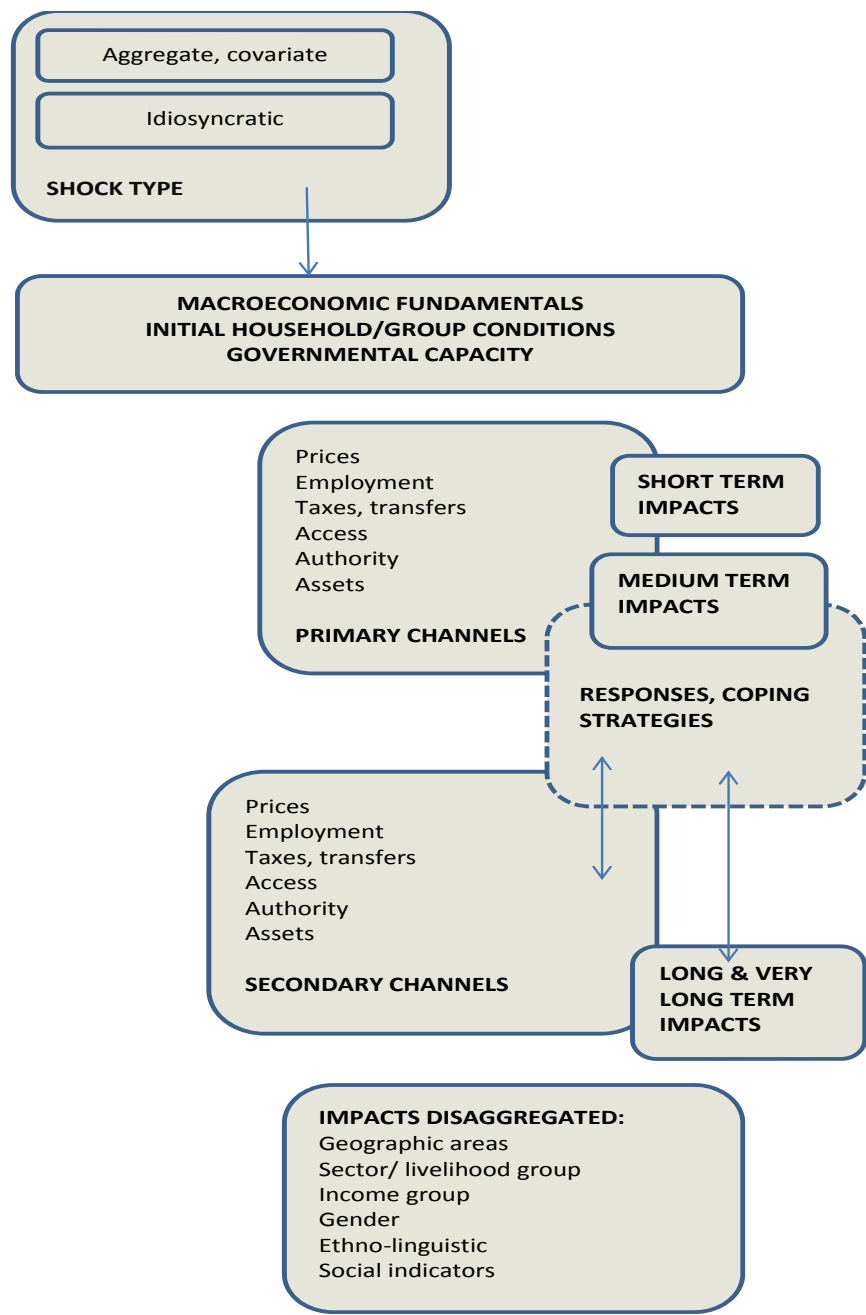 Aggregate, covariate
Idiosyncratic
SHOCK TYPE
MACROECONOMIC FUNDAMENTALS
INITIAL HOUSEHOLD/GROUP CONDITIONS
GOVERNMENTAL CAPACITY
Prices
Employment
Taxes, transfers
Access
Authority
Assets
PRIMARY CHANNELS
SHORT TERM
IMPACTS
MEDIUM TERM
IMPACTS
RESPONSES, COPING
STRATEGIES
Prices
Employment
Taxes, transfers
Access
Authority
Assets
SECONDARY CHANNELS
LONG & VERY
LONG TERM
IMPACTS
IMPACTS DISAGGREGATED:
Geographic areas
Sector/ livelihood group
Income group
Gender
Ethno-linguistic
Social indicators